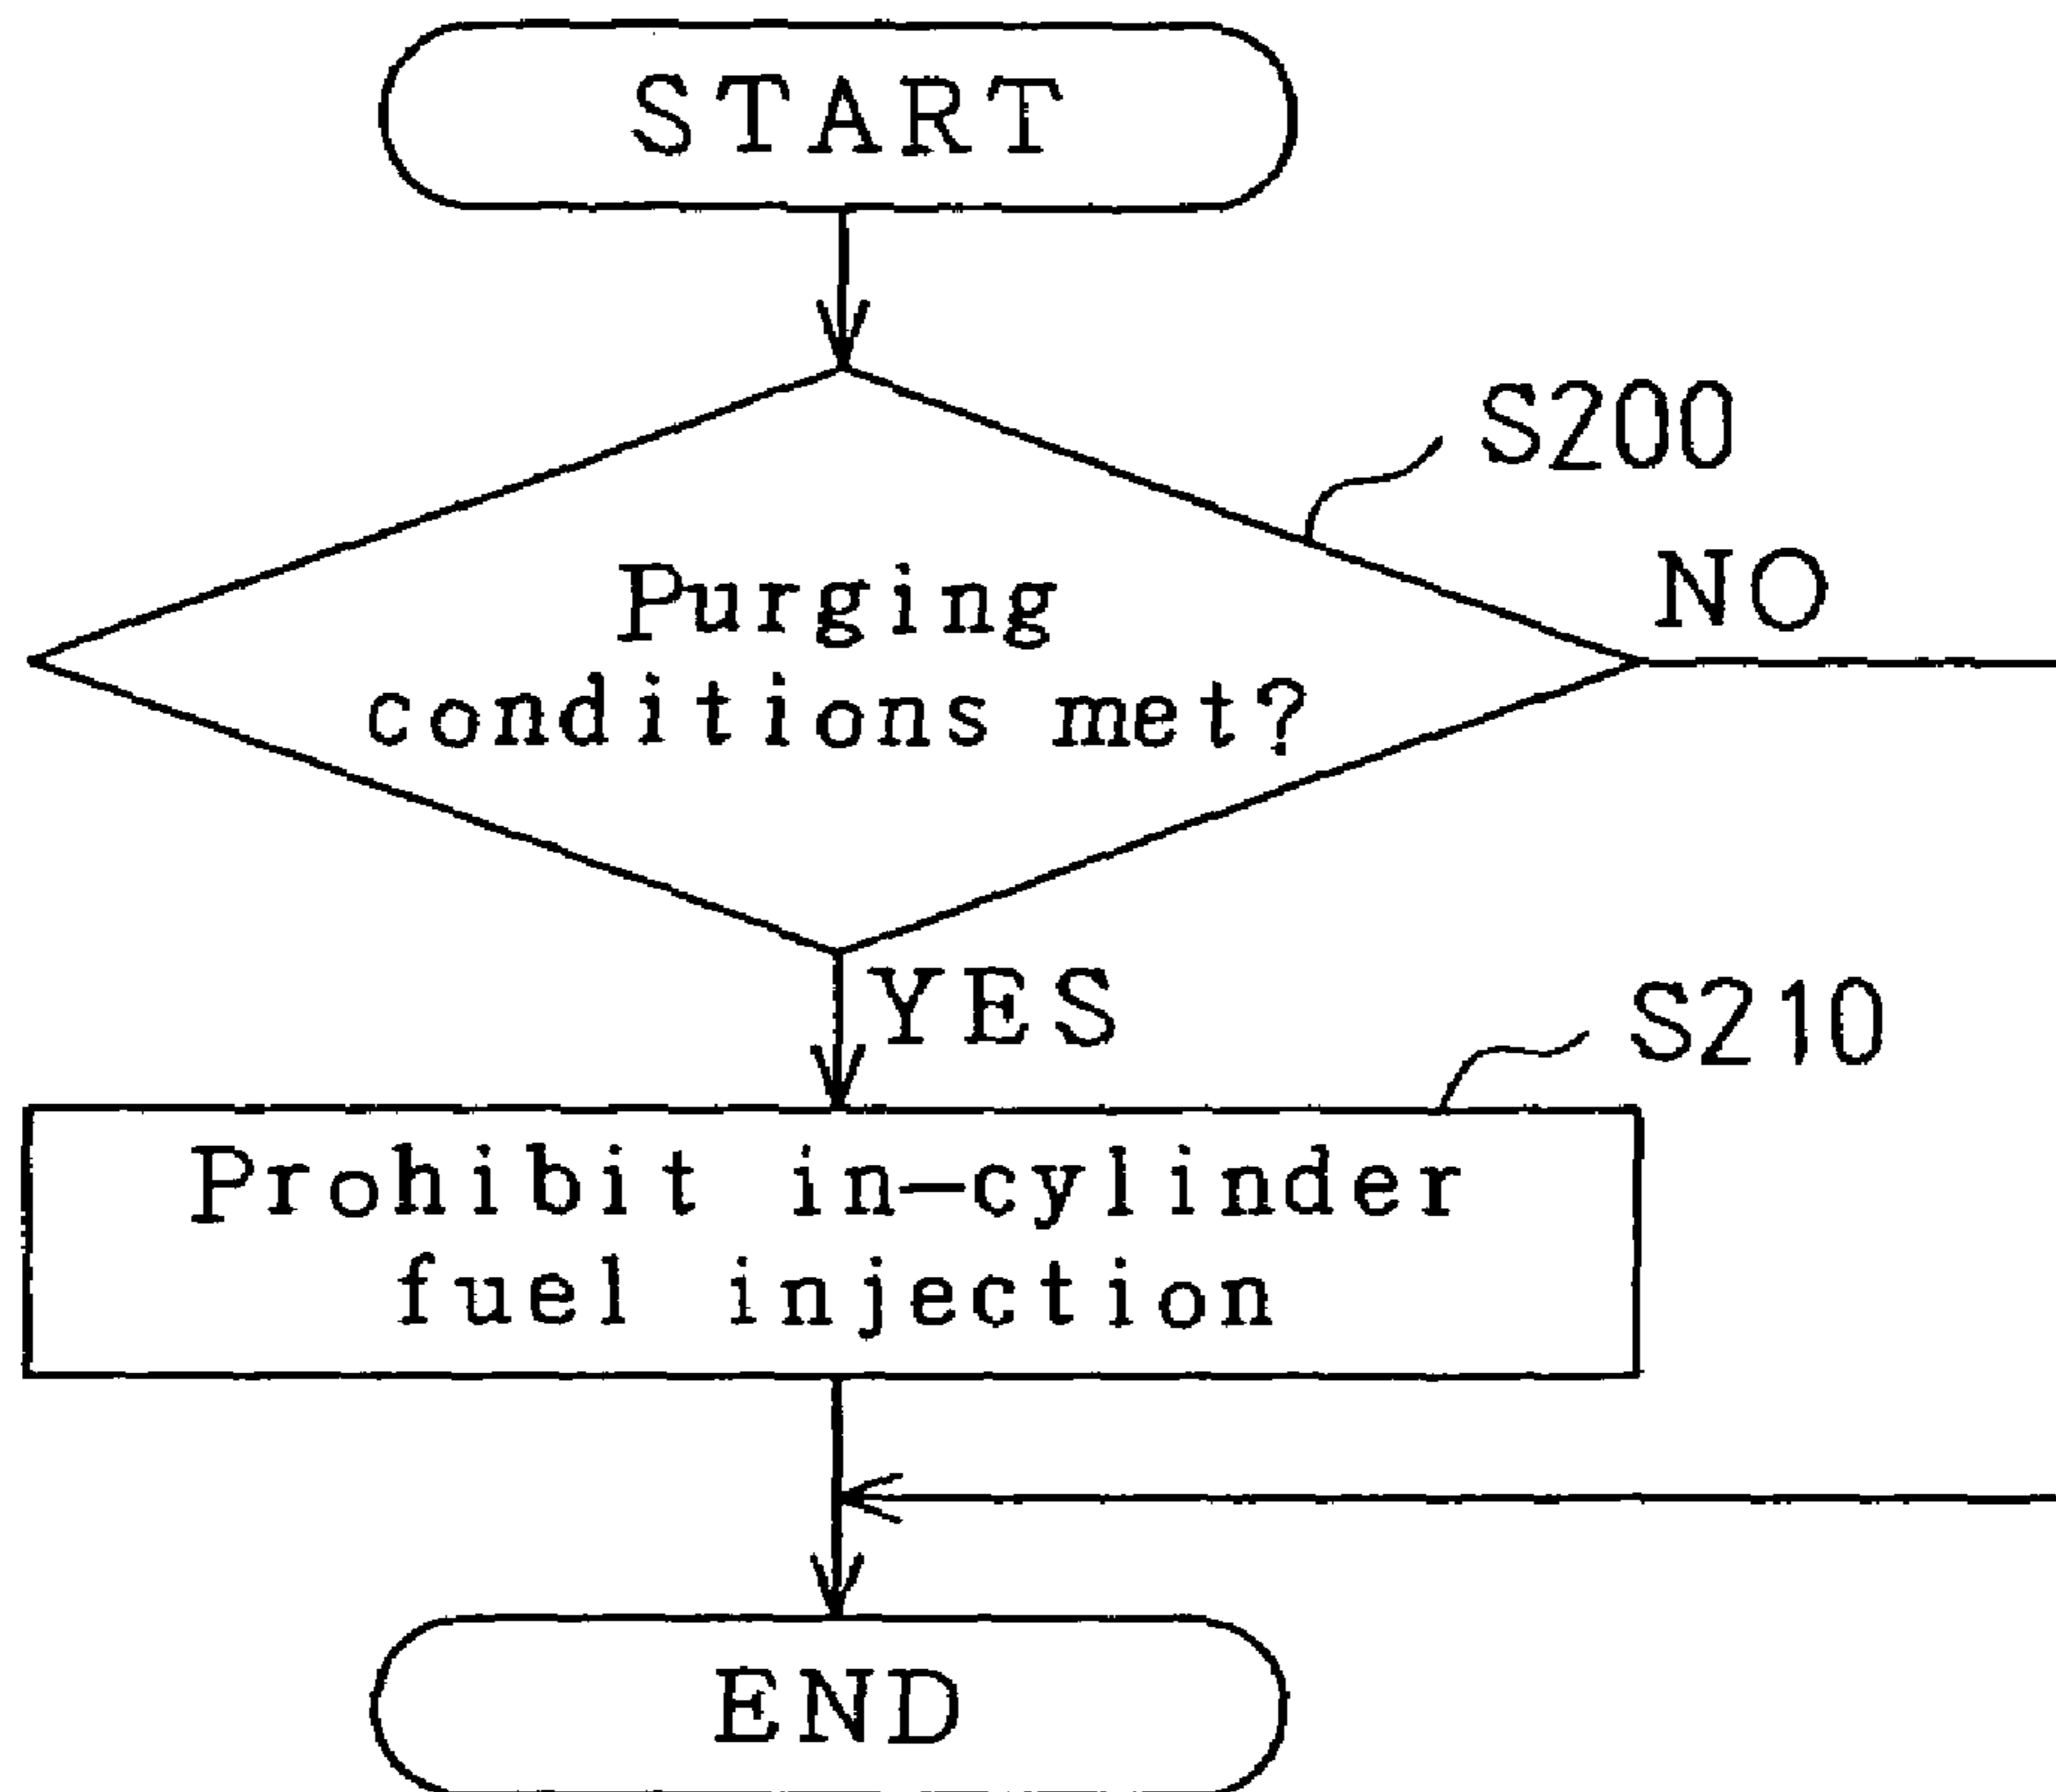 START
S200
NO
Purging
conditions met?
YES
S210
Prohibit in-cylinder
fuel injection
END